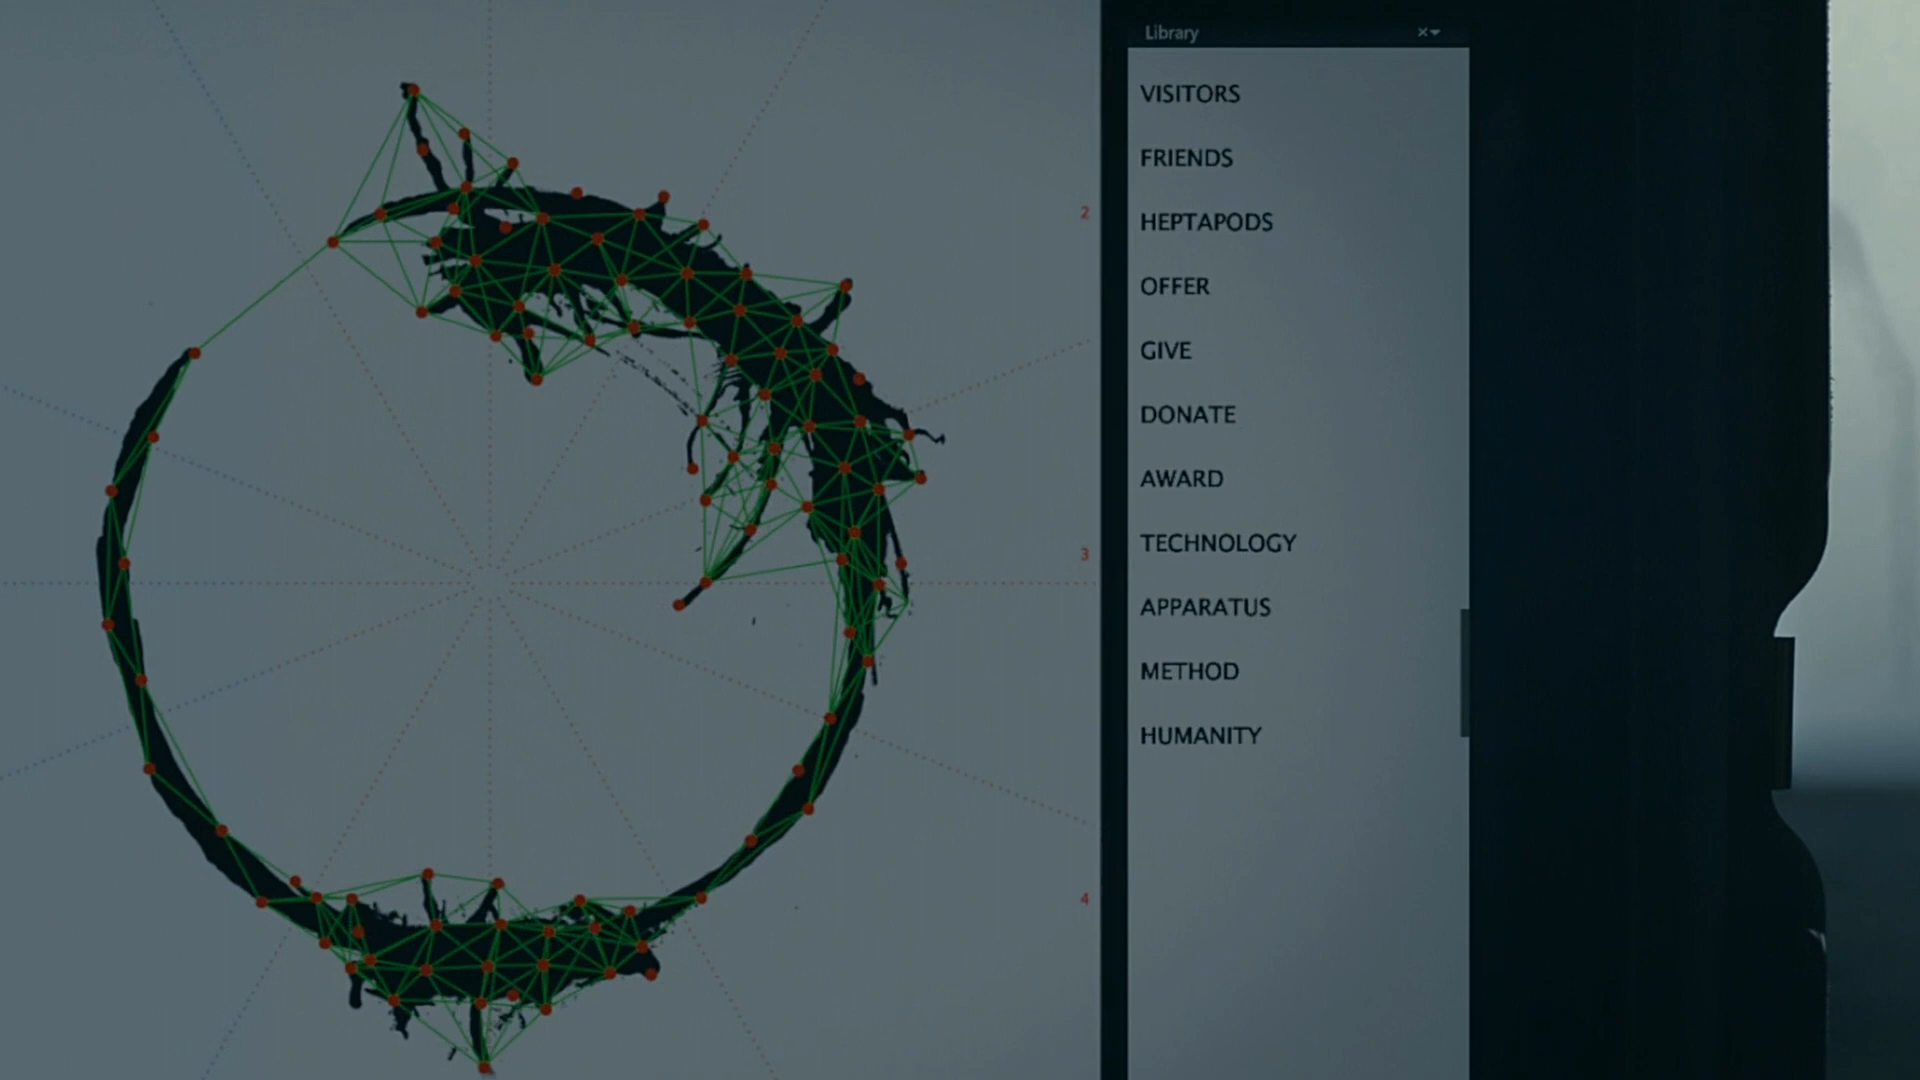 Library
VISITORS
FRIENDS
HEPTAPODS
OFFER
GIVE
DONATE
AWARD
TECHNOLOGY
APPARATUS
METHOD
HUMANITY
2
3
4